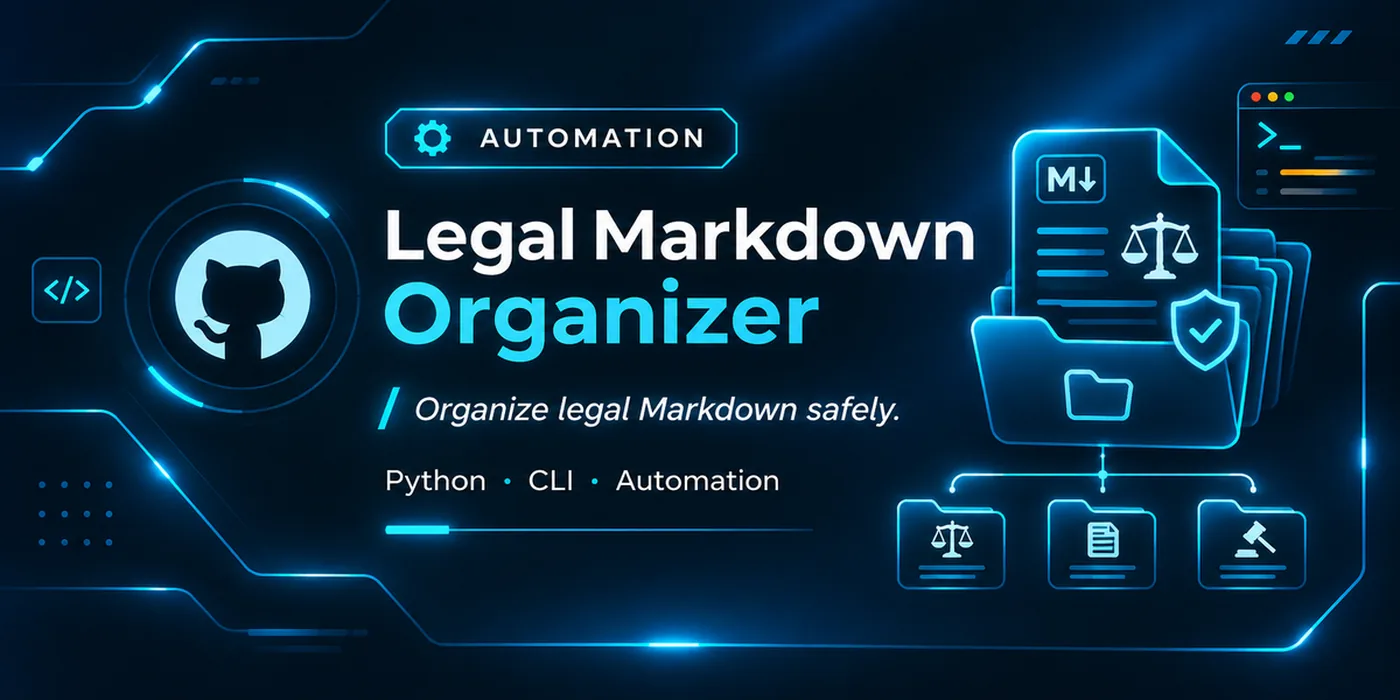 AUTOMATION
Legal Markdown
Organizer
/ Organize legal Markdown safely.
Python • CLI • Automation
</>
M↓
>_